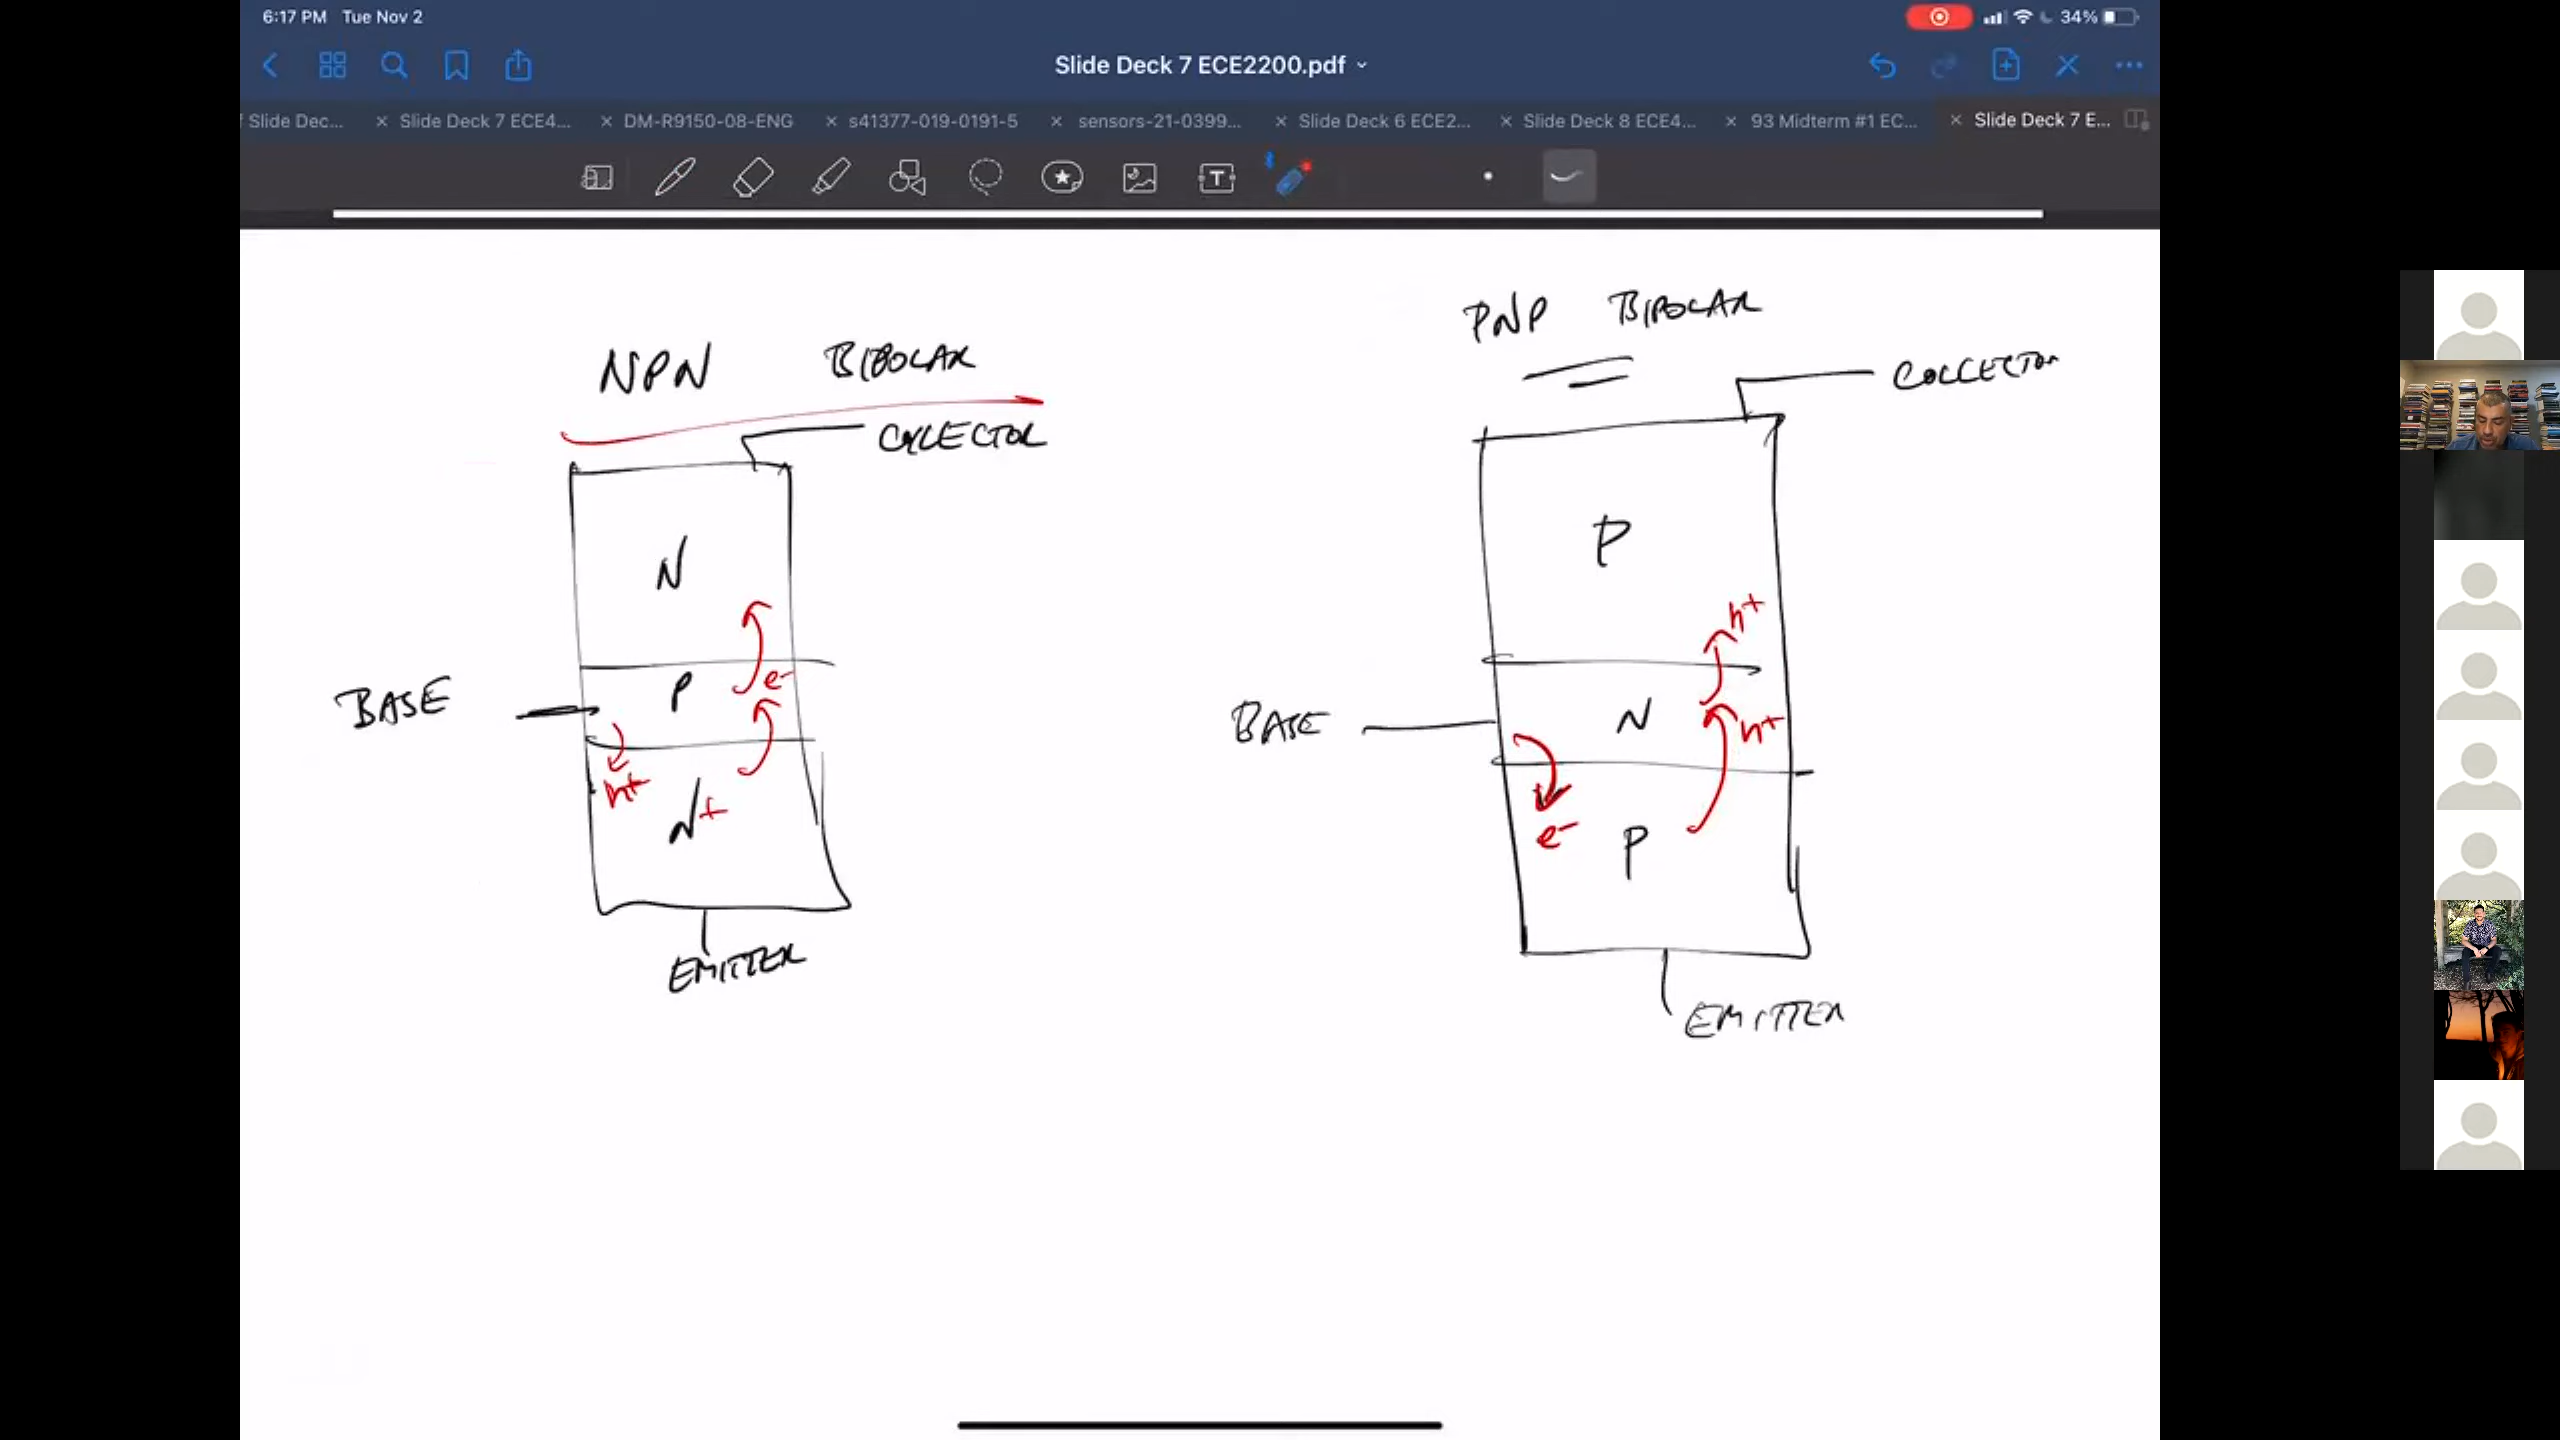 6:17 PM Tue Nov 2
34%
Slide Deck 7 ECE2200.pdf
f Slide Dec... Slide Deck 7 ECE4... DM-R9150-08-ENG s41377-019-0191-5 sensors-21-0399... Slide Deck 6 ECE2... Slide Deck 8 ECE4... 93 Midterm #1 EC... Slide Deck 7 E...
T
NPN BIPOLAR
COLLECTOR
N
BASE
P
e-
h+
N+
EMITTER
PNP BIPOLAR
COLLECTOR
P
h+
BASE
N
h+
e-
P
EMITTER